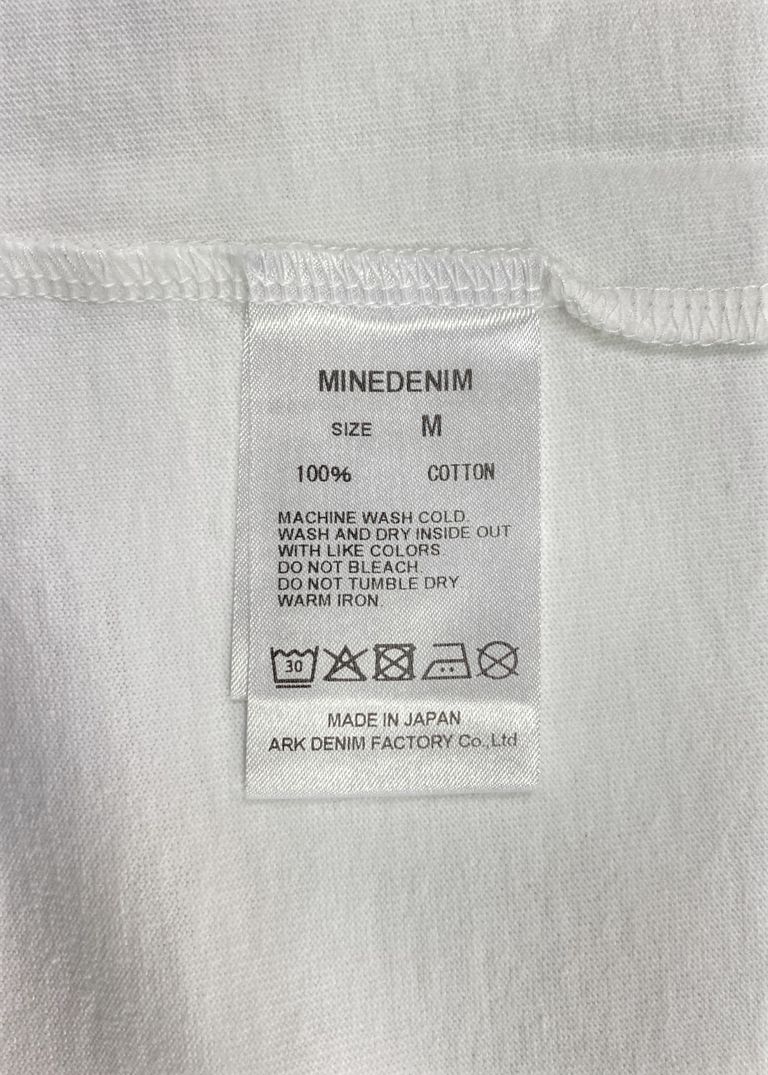 MINEDENIM
SIZE M
100% COTTON
MACHINE WASH COLD.
WASH AND DRY INSIDE OUT
WITH LIKE COLORS
DO NOT BLEACH.
DO NOT TUMBLE DRY.
WARM IRON.
30
MADE IN JAPAN
ARK DENIM FACTORY Co.,Ltd